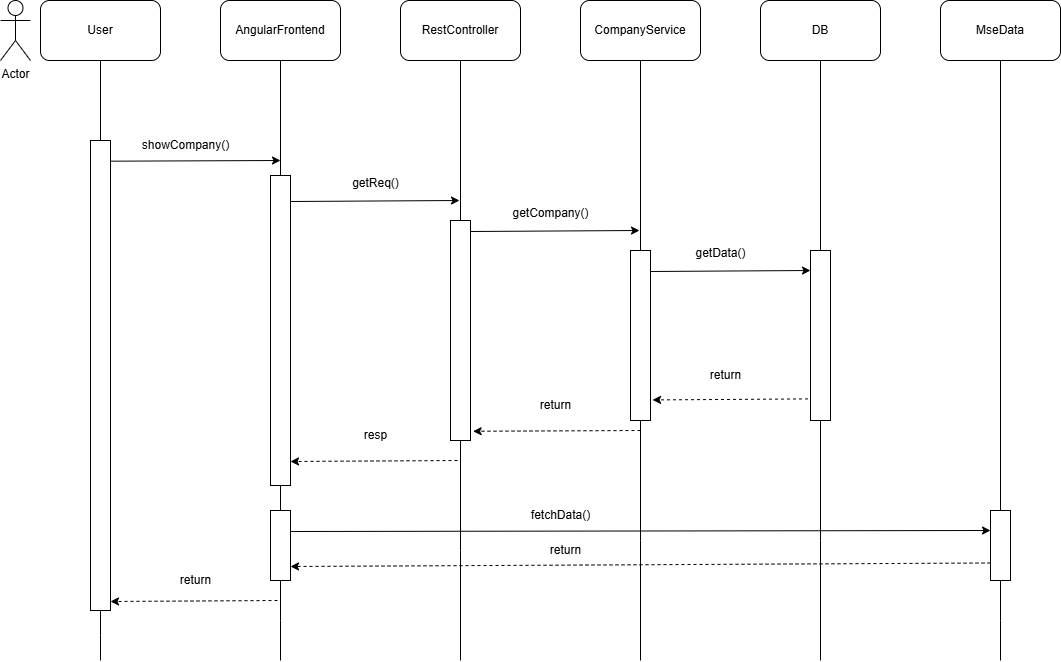 User
AngularFrontend
RestController
CompanyService
DB
MseData
Actor
showCompany()
getReq()
getCompany()
getData()
return
return
resp
fetchData()
return
return